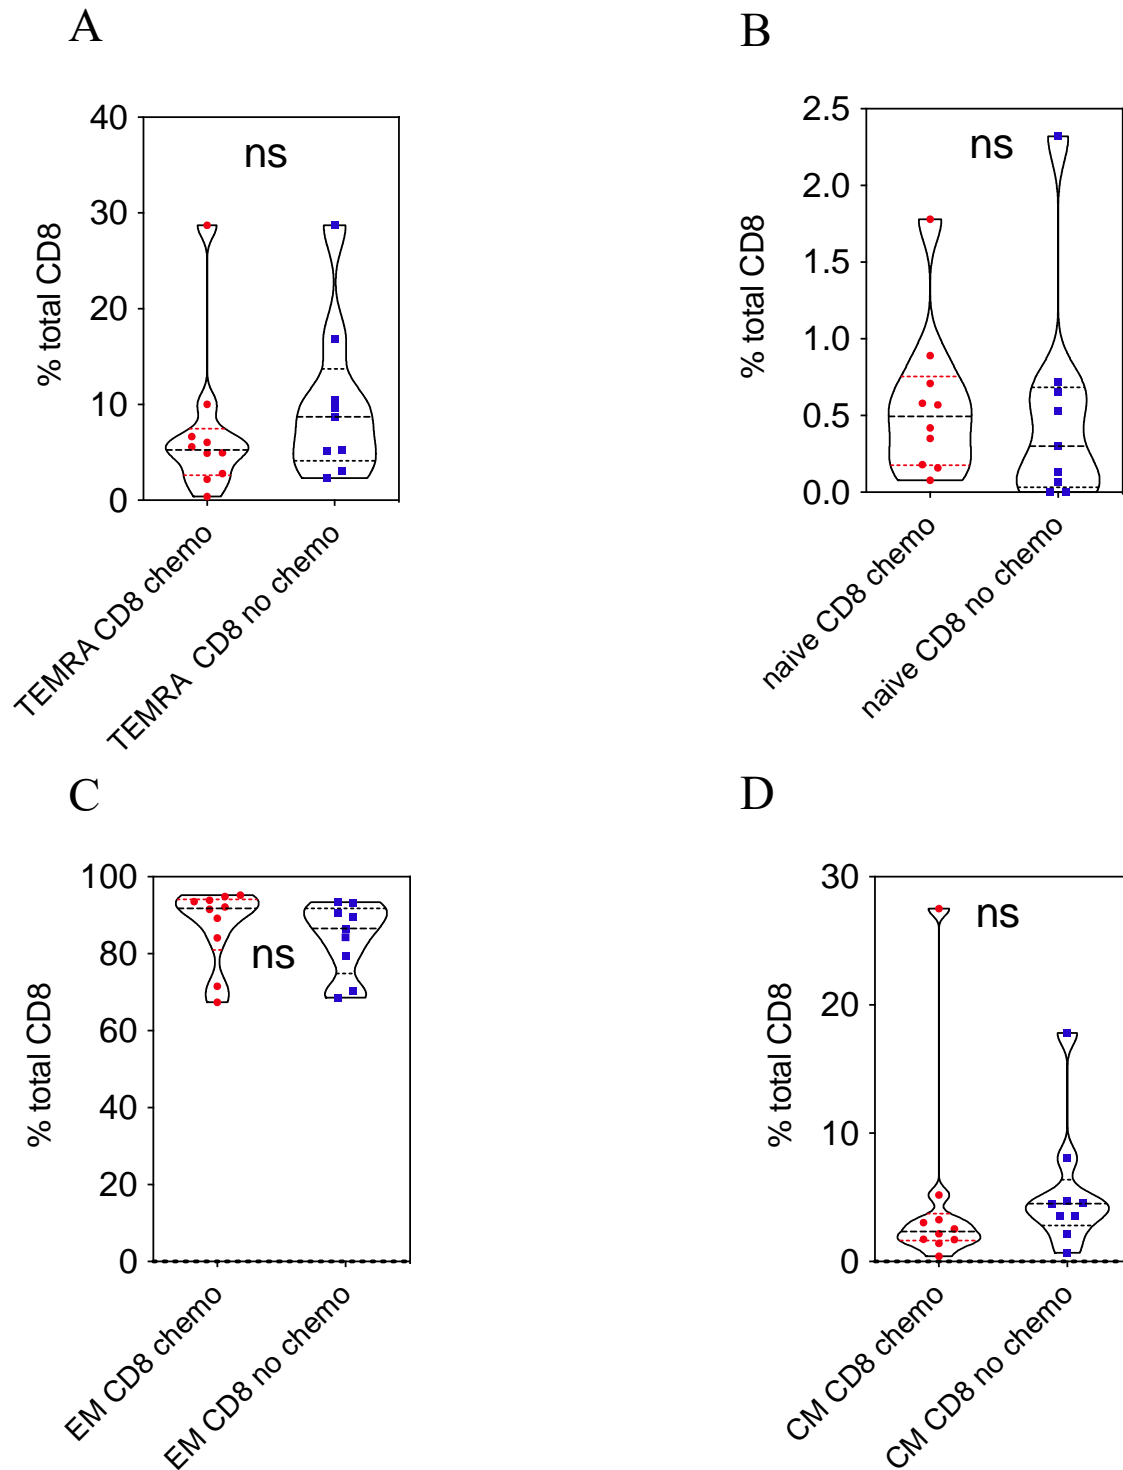 A
% total CD8
40
30
20
10
0
ns
TEMRA CD8 chemo
TEMRA CD8 no chemo
B
% total CD8
2.5
2.0
1.5
1.0
0.5
0.0
ns
naive CD8 chemo
naive CD8 no chemo
C
% total CD8
100
80
60
40
20
0
ns
EM CD8 chemo
EM CD8 no chemo
D
% total CD8
30
20
10
0
ns
CM CD8 chemo
CM CD8 no chemo